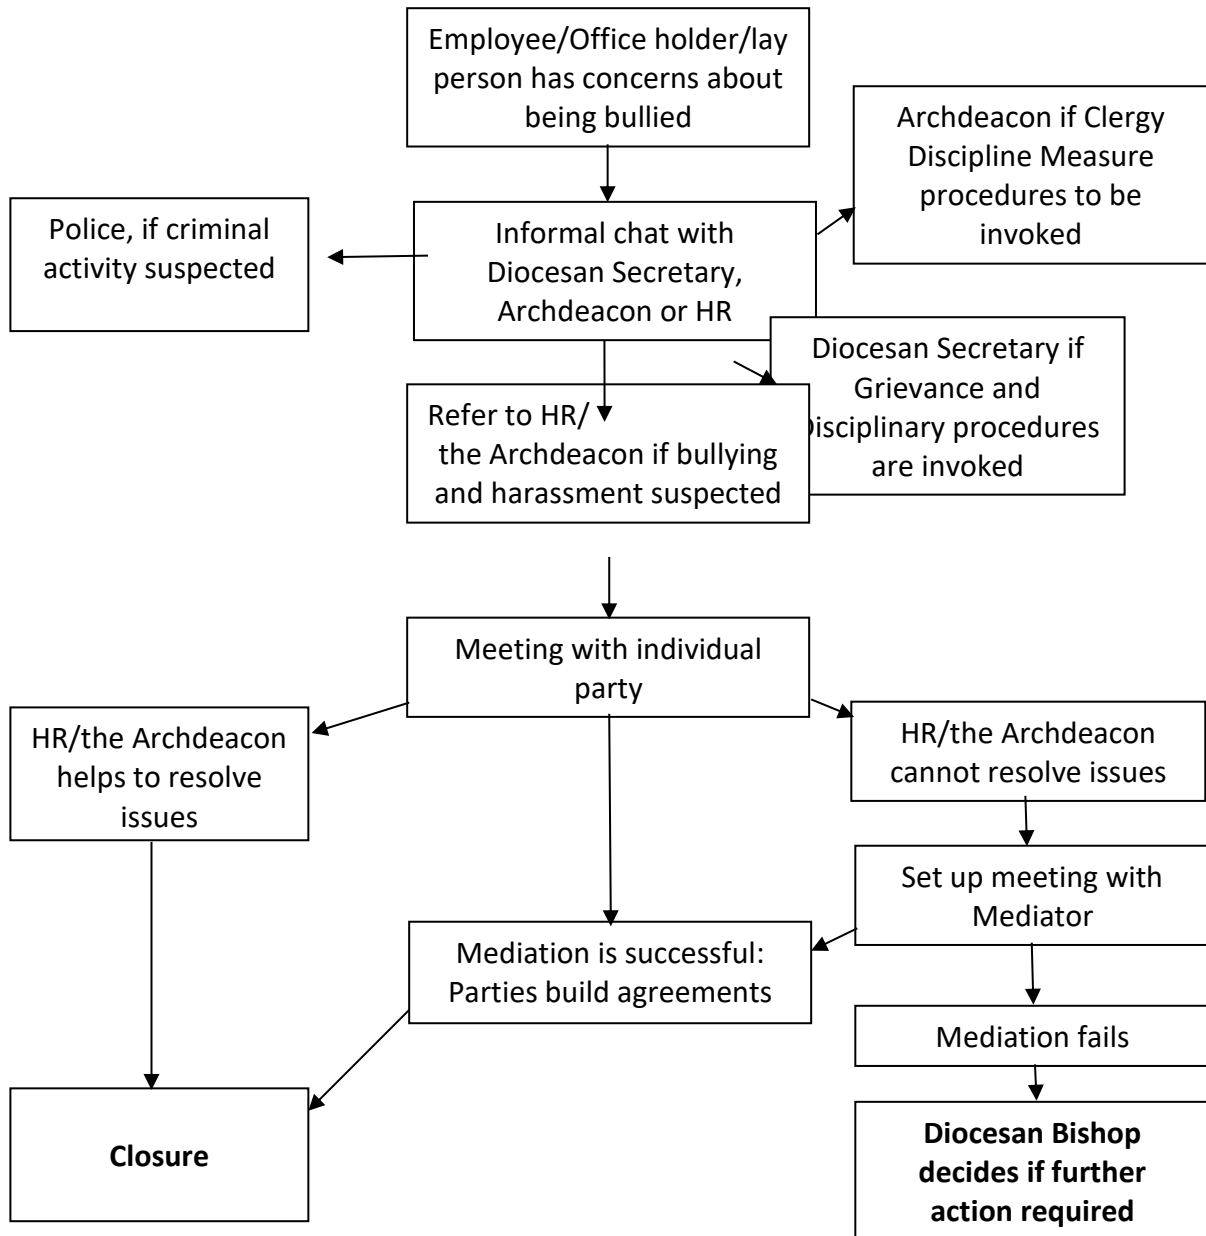 Employee/Office holder/lay
person has concerns about
being bullied
Archdeacon if Clergy
Discipline Measure
procedures to be
invoked
Police, if criminal
activity suspected
Informal chat with
Diocesan Secretary,
Archdeacon or HR
Diocesan Secretary if
Grievance and
Disciplinary procedures
are invoked
Refer to HR/
the Archdeacon if bullying
and harassment suspected
Meeting with individual
party
HR/the Archdeacon
helps to resolve
issues
HR/the Archdeacon
cannot resolve issues
Set up meeting with
Mediator
Mediation is successful:
Parties build agreements
Mediation fails
Closure
Diocesan Bishop
decides if further
action required